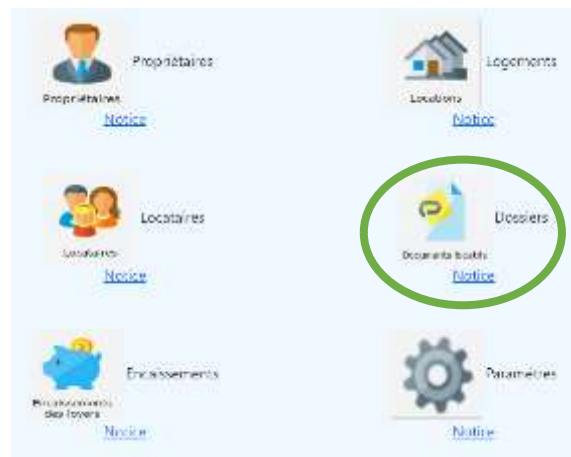 Propriétaires
Logements
Propriétaires
Locations
Notice
Notice
Locataires
Dossiers
Locataires
Documents locatifs
Notice
Notice
Encaissements
Paramètres
Encaissements
des loyers
Notice
Notice